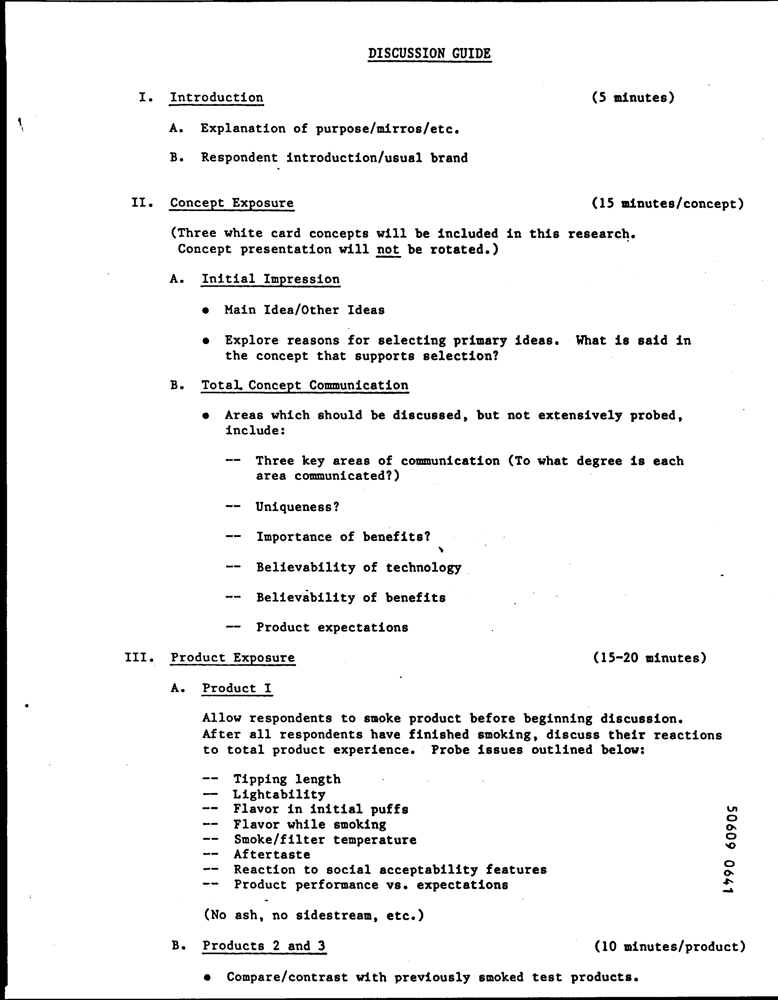 DISCUSSION GUIDE
I. Introduction (5 minutes)
A. Explanation of purpose/mirros/etc.
B. Respondent introduction/usual brand
II. Concept Exposure (15 minutes/concept)
(Three white card concepts will be included in this research.
Concept presentation will not be rotated.)
A. Initial Impression
• Main Idea/Other Ideas
• Explore reasons for selecting primary ideas. What is said in
the concept that supports selection?
B. Total Concept Communication
• Areas which should be discussed, but not extensively probed,
include:
-- Three key areas of communication (To what degree is each
area communicated?)
-- Uniqueness?
-- Importance of benefits?
-- Believability of technology
-- Believability of benefits
-- Product expectations
III. Product Exposure (15-20 minutes)
A. Product I
Allow respondents to smoke product before beginning discussion.
After all respondents have finished smoking, discuss their reactions
to total product experience. Probe issues outlined below:
-- Tipping length
-- Lightability
-- Flavor in initial puffs
-- Flavor while smoking
-- Smoke/filter temperature
-- Aftertaste
-- Reaction to social acceptability features
-- Product performance vs. expectations
(No ash, no sidestream, etc.)
B. Products 2 and 3 (10 minutes/product)
• Compare/contrast with previously smoked test products.
50609 0641